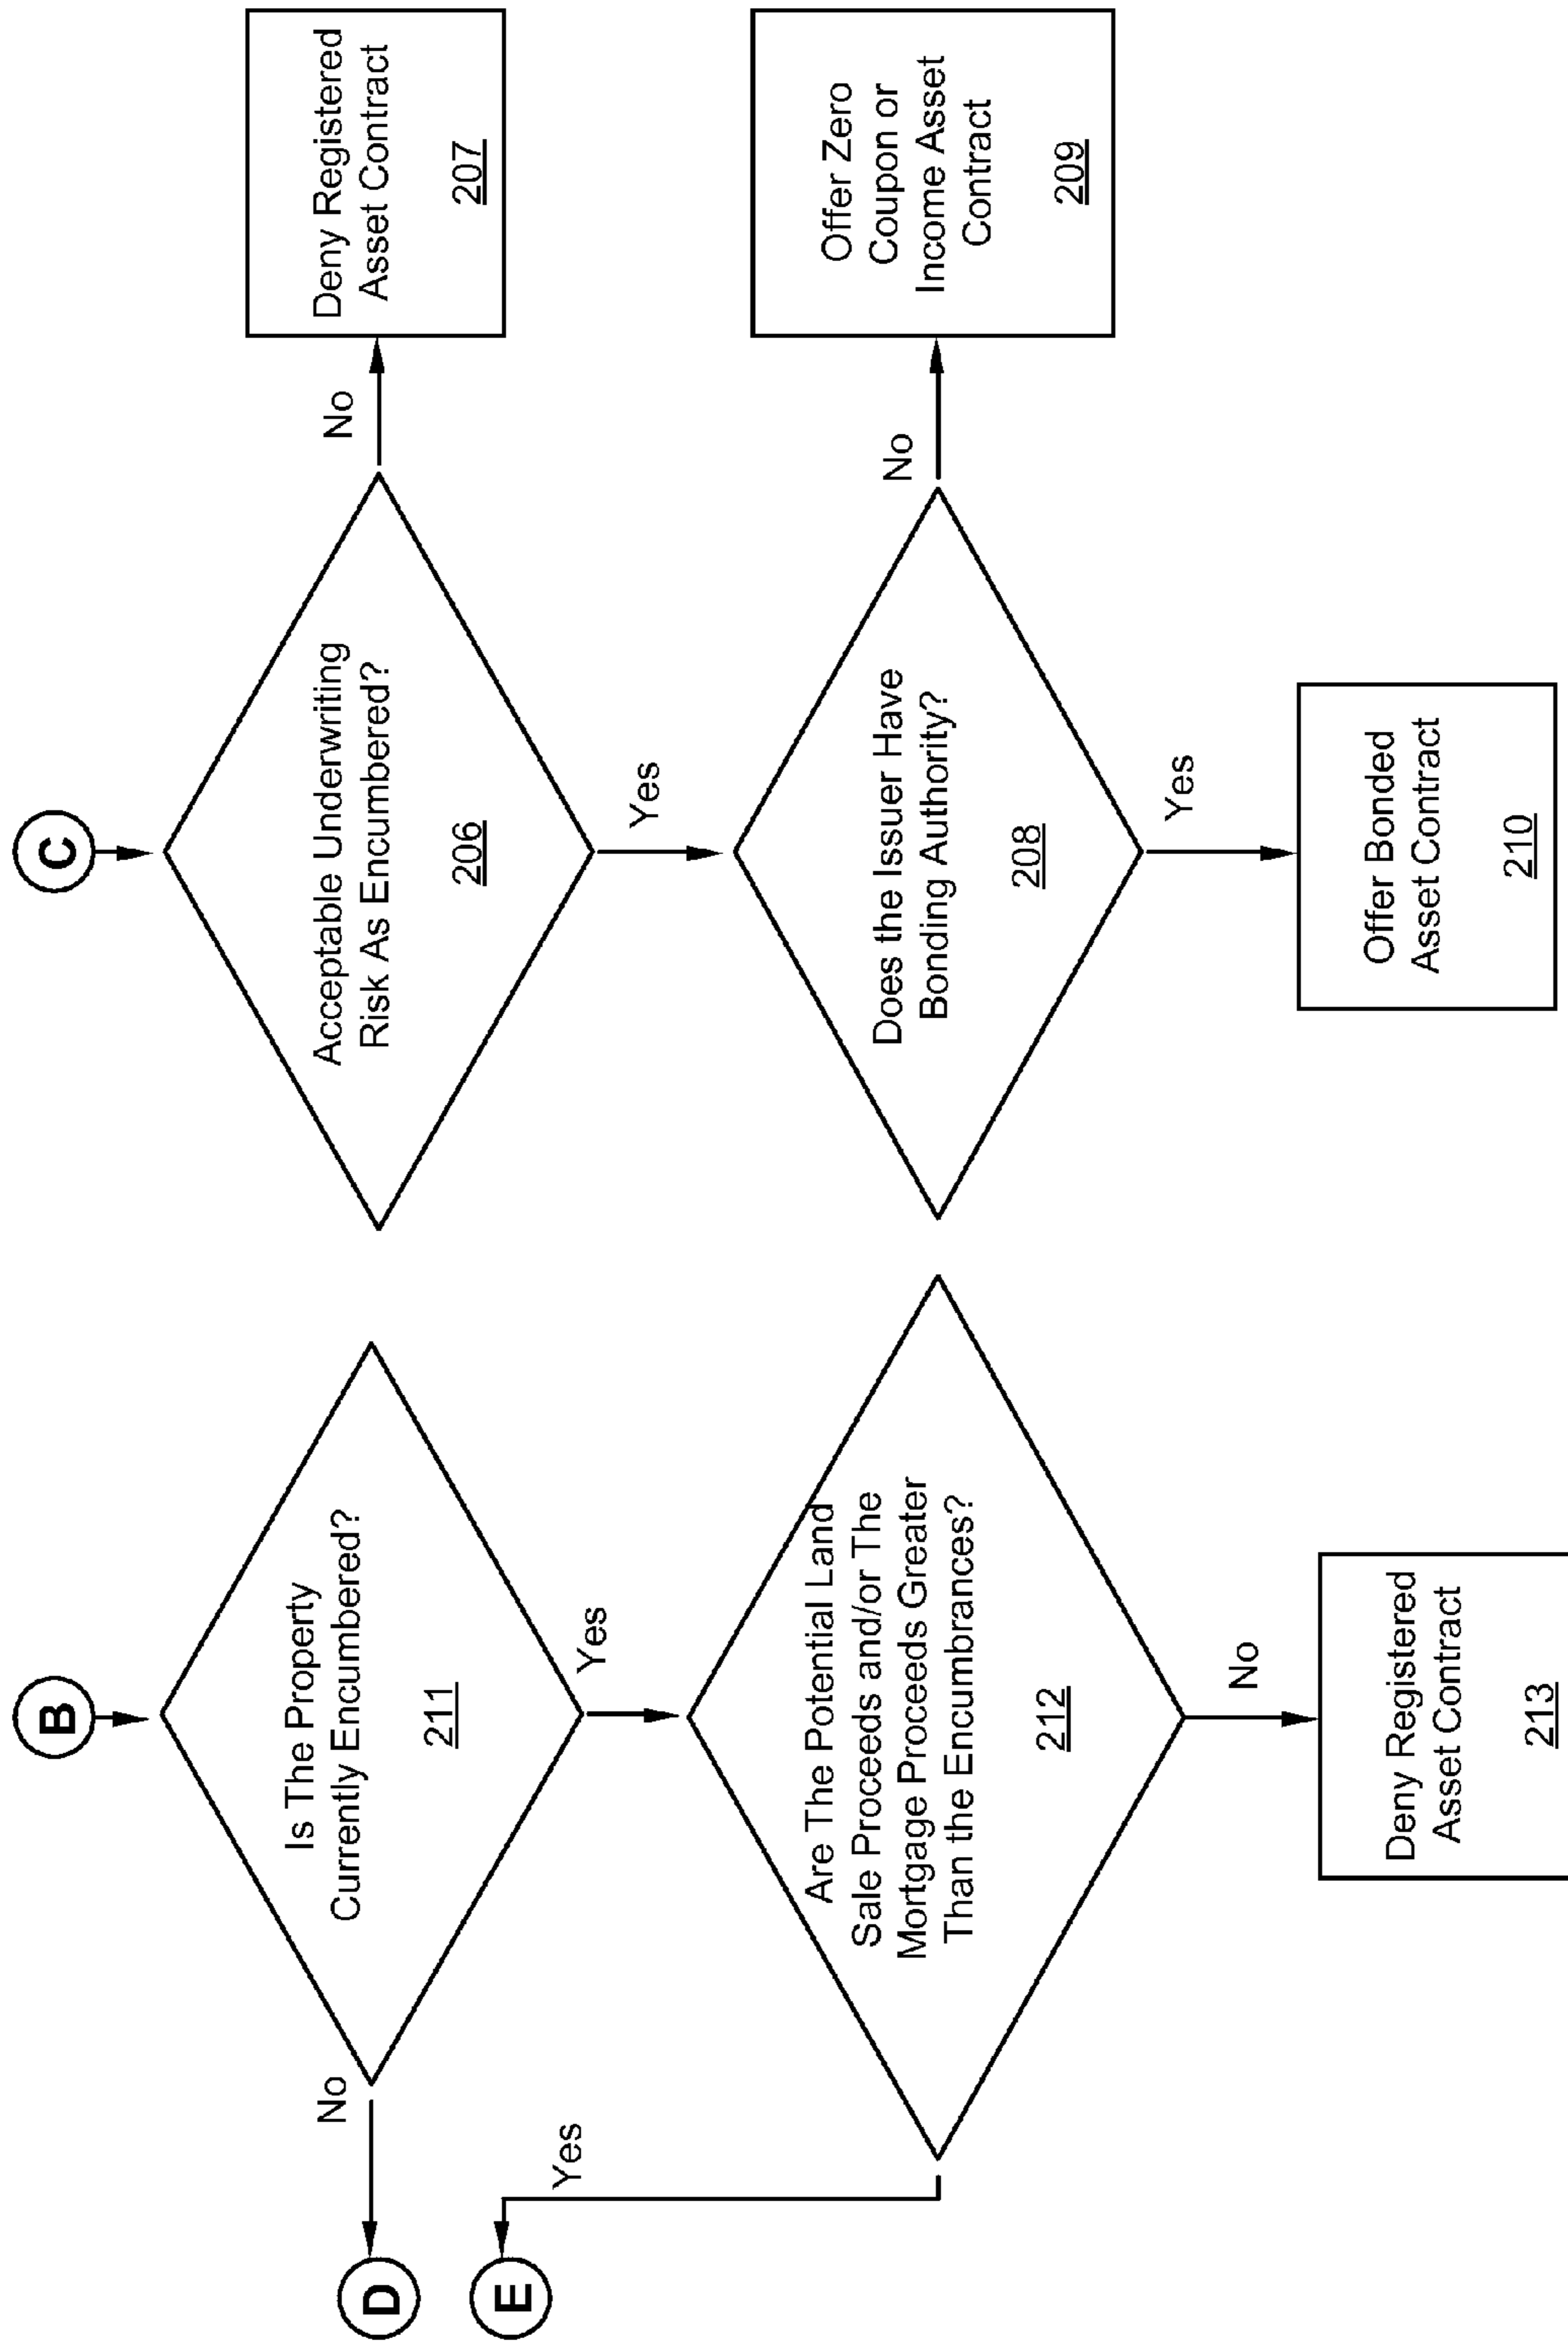 B
Is The Property
Currently Encumbered?
211
No
D
Yes
Are The Potential Land
Sale Proceeds and/or The
Mortgage Proceeds Greater
Than the Encumbrances?
212
Yes
E
No
Deny Registered
Asset Contract
213
C
Acceptable Underwriting
Risk As Encumbered?
206
No
Deny Registered
Asset Contract
207
Yes
Does the Issuer Have
Bonding Authority?
208
No
Offer Zero
Coupon or
Income Asset
Contract
209
Yes
Offer Bonded
Asset Contract
210